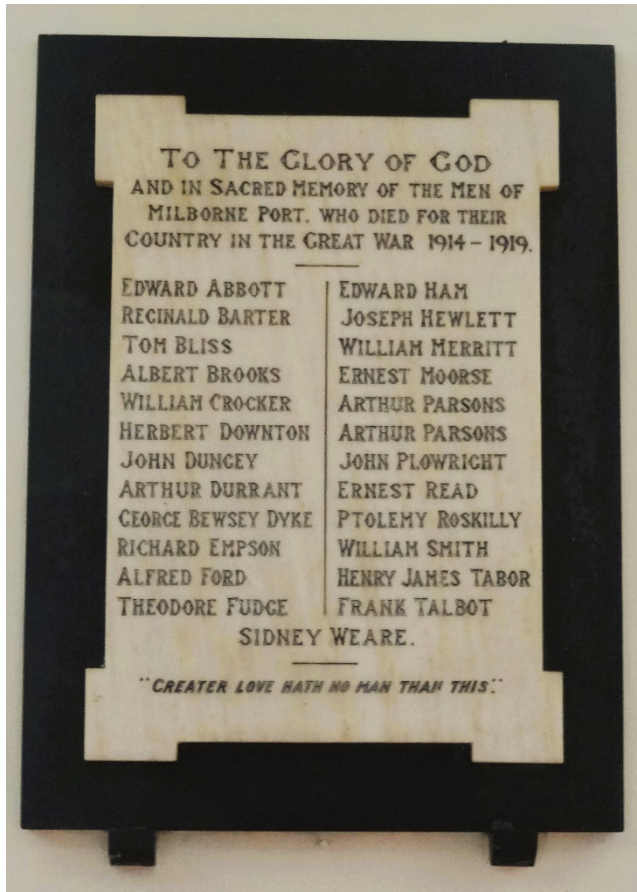 TO THE GLORY OF GOD
AND IN SACRED MEMORY OF THE MEN OF
MILBORNE PORT. WHO DIED FOR THEIR
COUNTRY IN THE GREAT WAR 1914 – 1919.
EDWARD ABBOTT
REGINALD BARTER
TOM BLISS
ALBERT BROOKS
WILLIAM CROCKER
HERBERT DOWNTON
JOHN DUNCEY
ARTHUR DURRANT
GEORGE BEWSEY DYKE
RICHARD EMPSON
ALFRED FORD
THEODORE FUDGE
EDWARD HAM
JOSEPH HEWLETT
WILLIAM MERRITT
ERNEST MOORSE
ARTHUR PARSONS
ARTHUR PARSONS
JOHN PLOWRIGHT
ERNEST READ
PTOLEMY ROSKILLY
WILLIAM SMITH
HENRY JAMES TABOR
FRANK TALBOT
SIDNEY WEARE.
"GREATER LOVE HATH NO MAN THAN THIS."